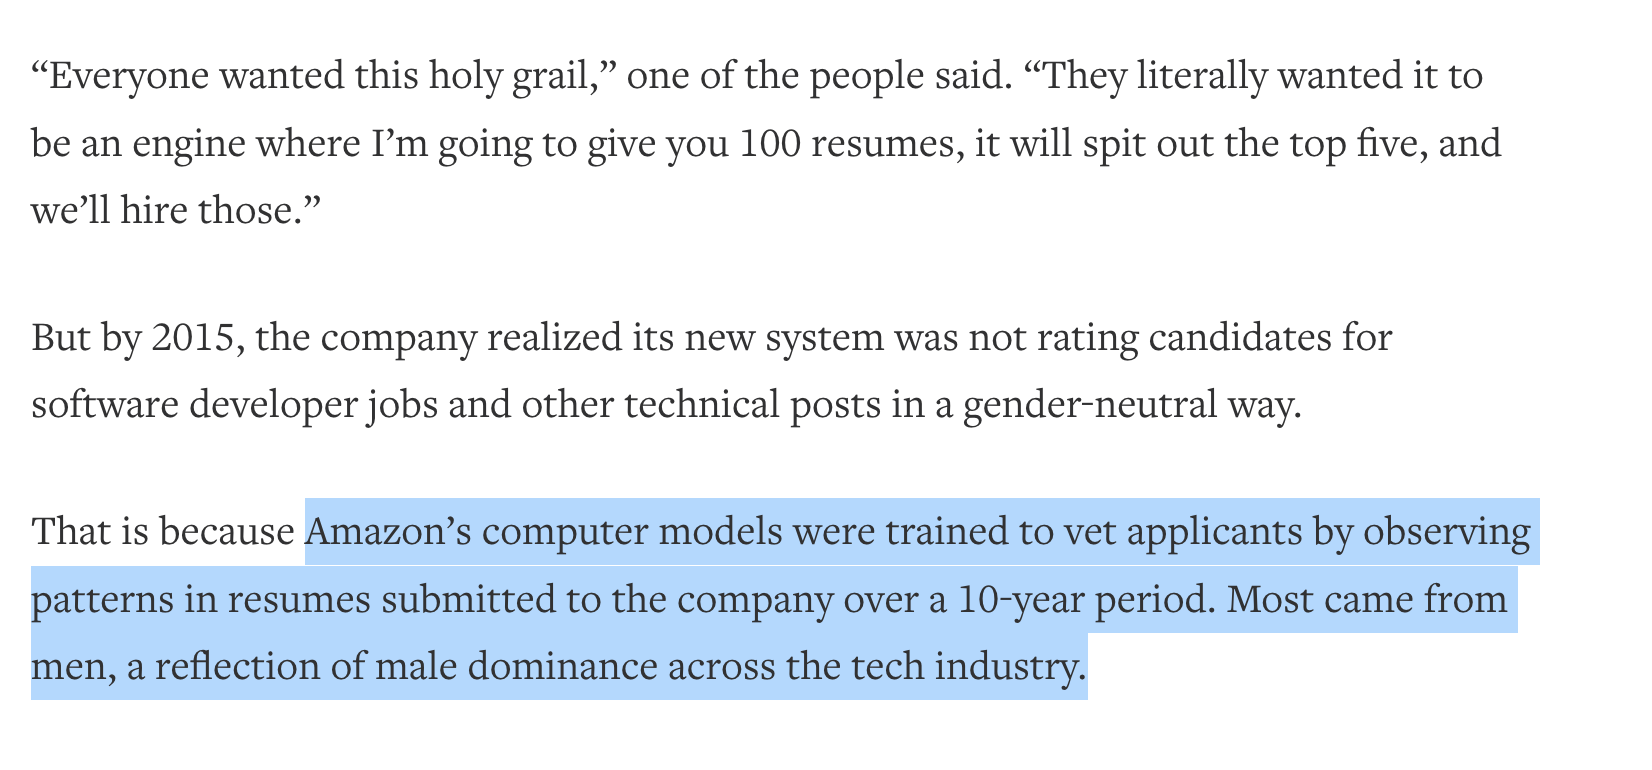 “Everyone wanted this holy grail,” one of the people said. “They literally wanted it to
be an engine where I’m going to give you 100 resumes, it will spit out the top five, and
we’ll hire those.”
But by 2015, the company realized its new system was not rating candidates for
software developer jobs and other technical posts in a gender-neutral way.
That is because Amazon’s computer models were trained to vet applicants by observing
patterns in resumes submitted to the company over a 10-year period. Most came from
men, a reflection of male dominance across the tech industry.